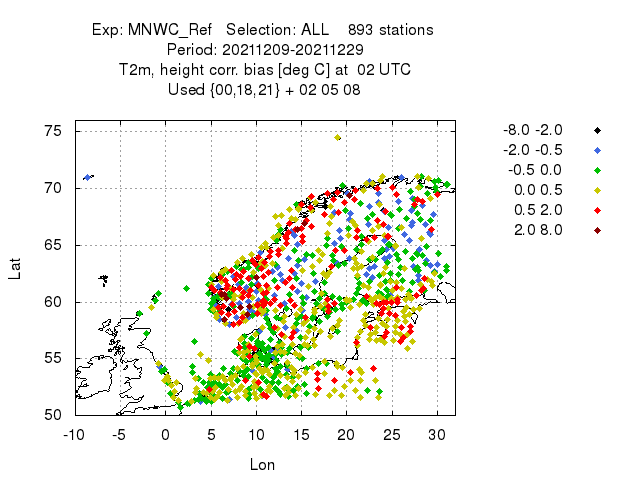 Exp: MNWC_Ref Selection: ALL 893 stations
Period: 20211209-20211229
T2m, height corr. bias [deg C] at 02 UTC
Used {00,18,21} + 02 05 08
-8.0 -2.0
-2.0 -0.5
-0.5 0.0
0.0 0.5
0.5 2.0
2.0 8.0
75
70
65
60
55
50
Lat
-10 -5 0 5 10 15 20 25 30
Lon